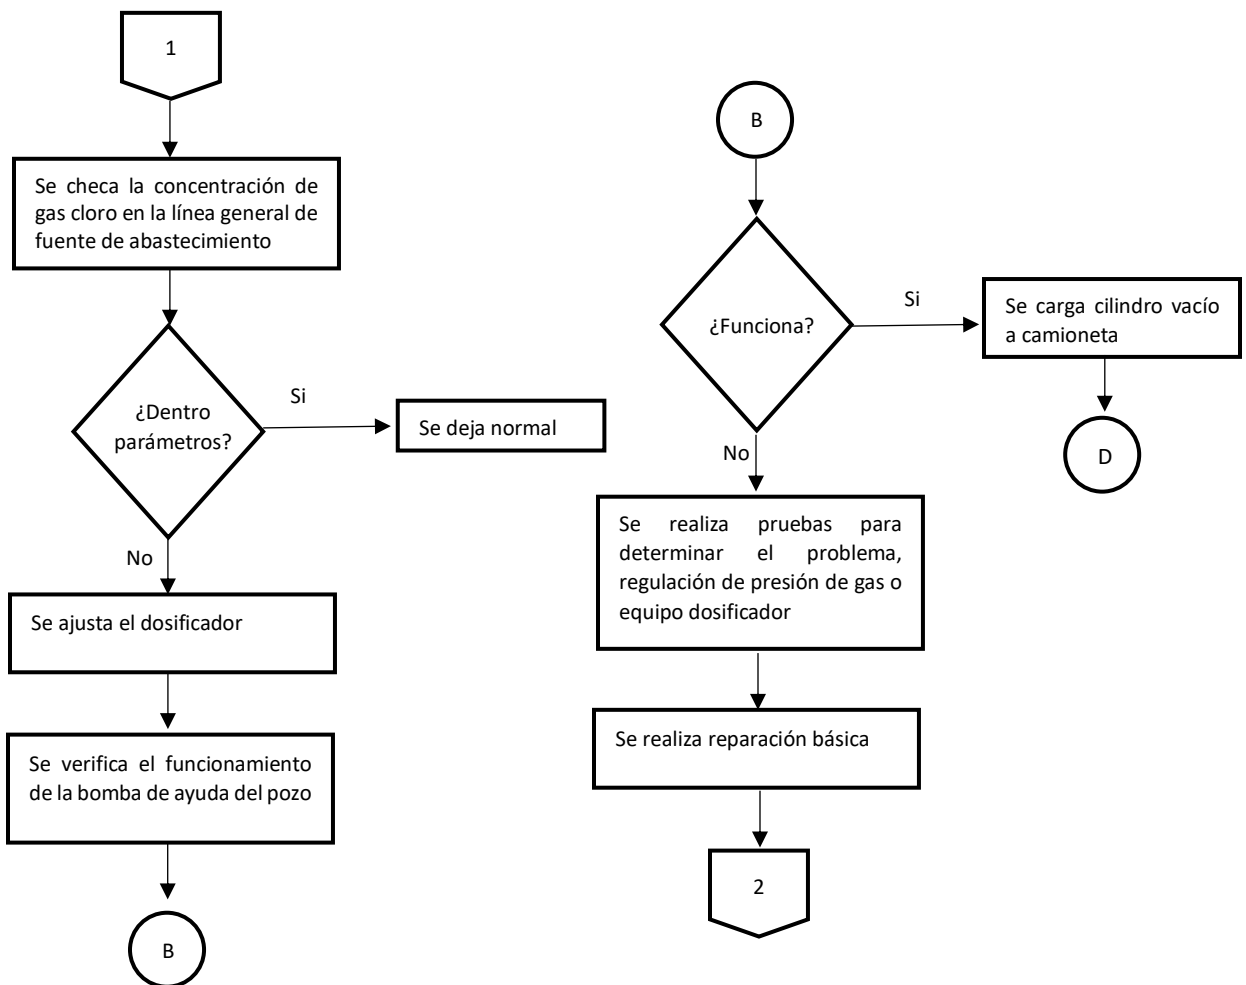 1
Se checa la concentración de
gas cloro en la línea general de
fuente de abastecimiento
¿Dentro
parámetros?
Si
Se deja normal
No
Se ajusta el dosificador
Se verifica el funcionamiento
de la bomba de ayuda del pozo
B
B
¿Funciona?
Si
Se carga cilindro vacío
a camioneta
D
No
Se realiza pruebas para
determinar el problema,
regulación de presión de gas o
equipo dosificador
Se realiza reparación básica
2